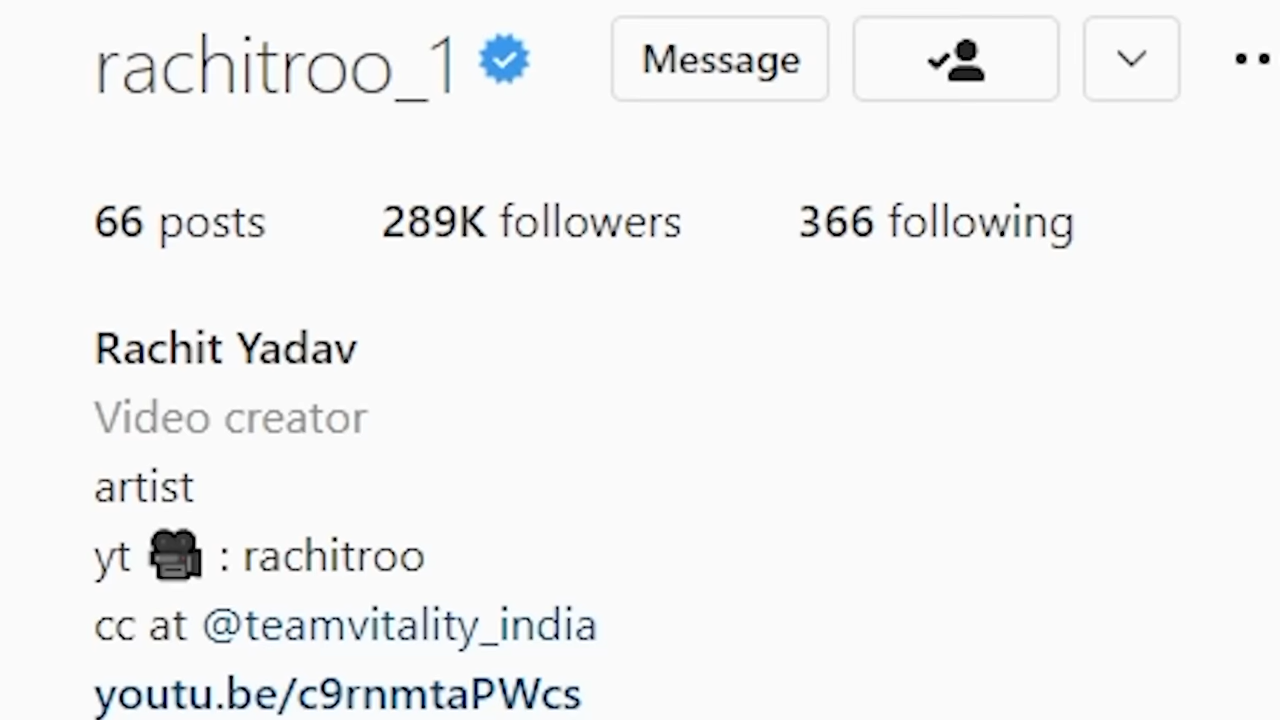 rachitroo_1 Message
66 posts 289K followers 366 following
Rachit Yadav
Video creator
artist
yt 🎥 : rachitroo
cc at @teamvitality_india
youtu.be/c9rnmtaPWcs